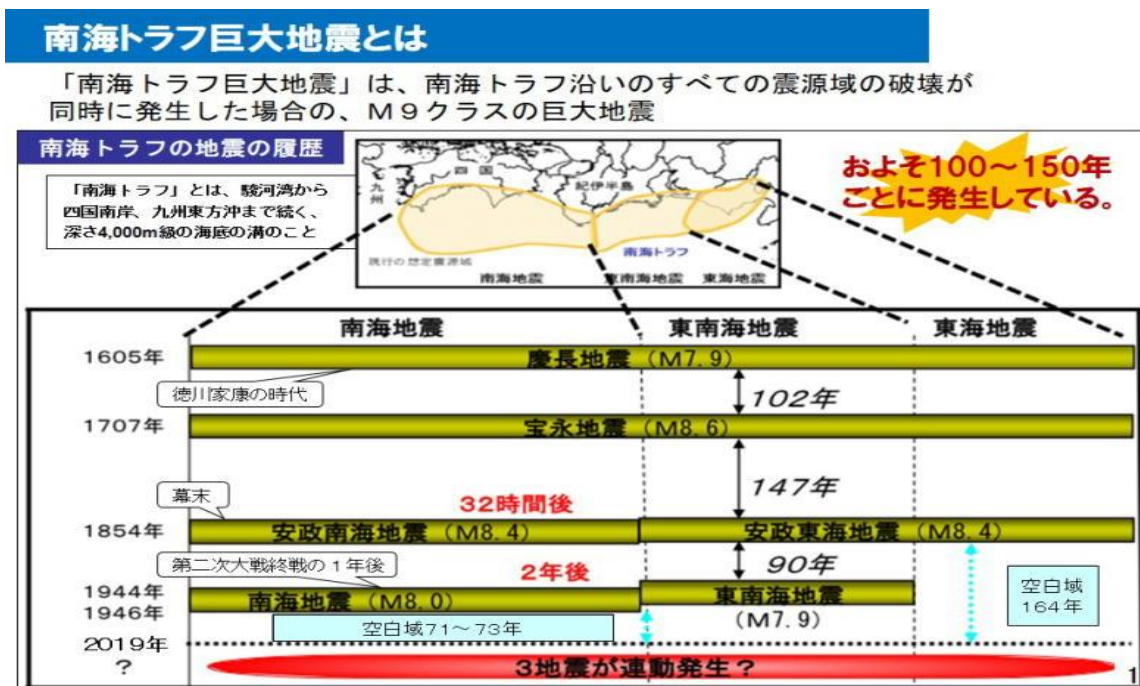 南海トラフ巨大地震とは
「南海トラフ巨大地震」は、南海トラフ沿いのすべての震源域の破壊が
同時に発生した場合の、M9クラスの巨大地震
南海トラフの地震の履歴
「南海トラフ」とは、駿河湾から
四国南岸、九州東方沖まで続く、
深さ4,000m級の海底の溝のこと
九州
四国
紀伊半島
南海トラフ
現行の想定震源域
南海地震
東南海地震
東海地震
およそ100～150年
ごとに発生している。
南海地震
東南海地震
東海地震
1605年
慶長地震（M7.9）
徳川家康の時代
102年
1707年
宝永地震（M8.6）
147年
幕末
32時間後
1854年
安政南海地震（M8.4）
安政東海地震（M8.4）
第二次大戦終戦の１年後
2年後
90年
空白域
164年
1944年
1946年
南海地震（M8.0）
東南海地震
（M7.9）
空白域71～73年
2019年
？
3地震が連動発生？
1